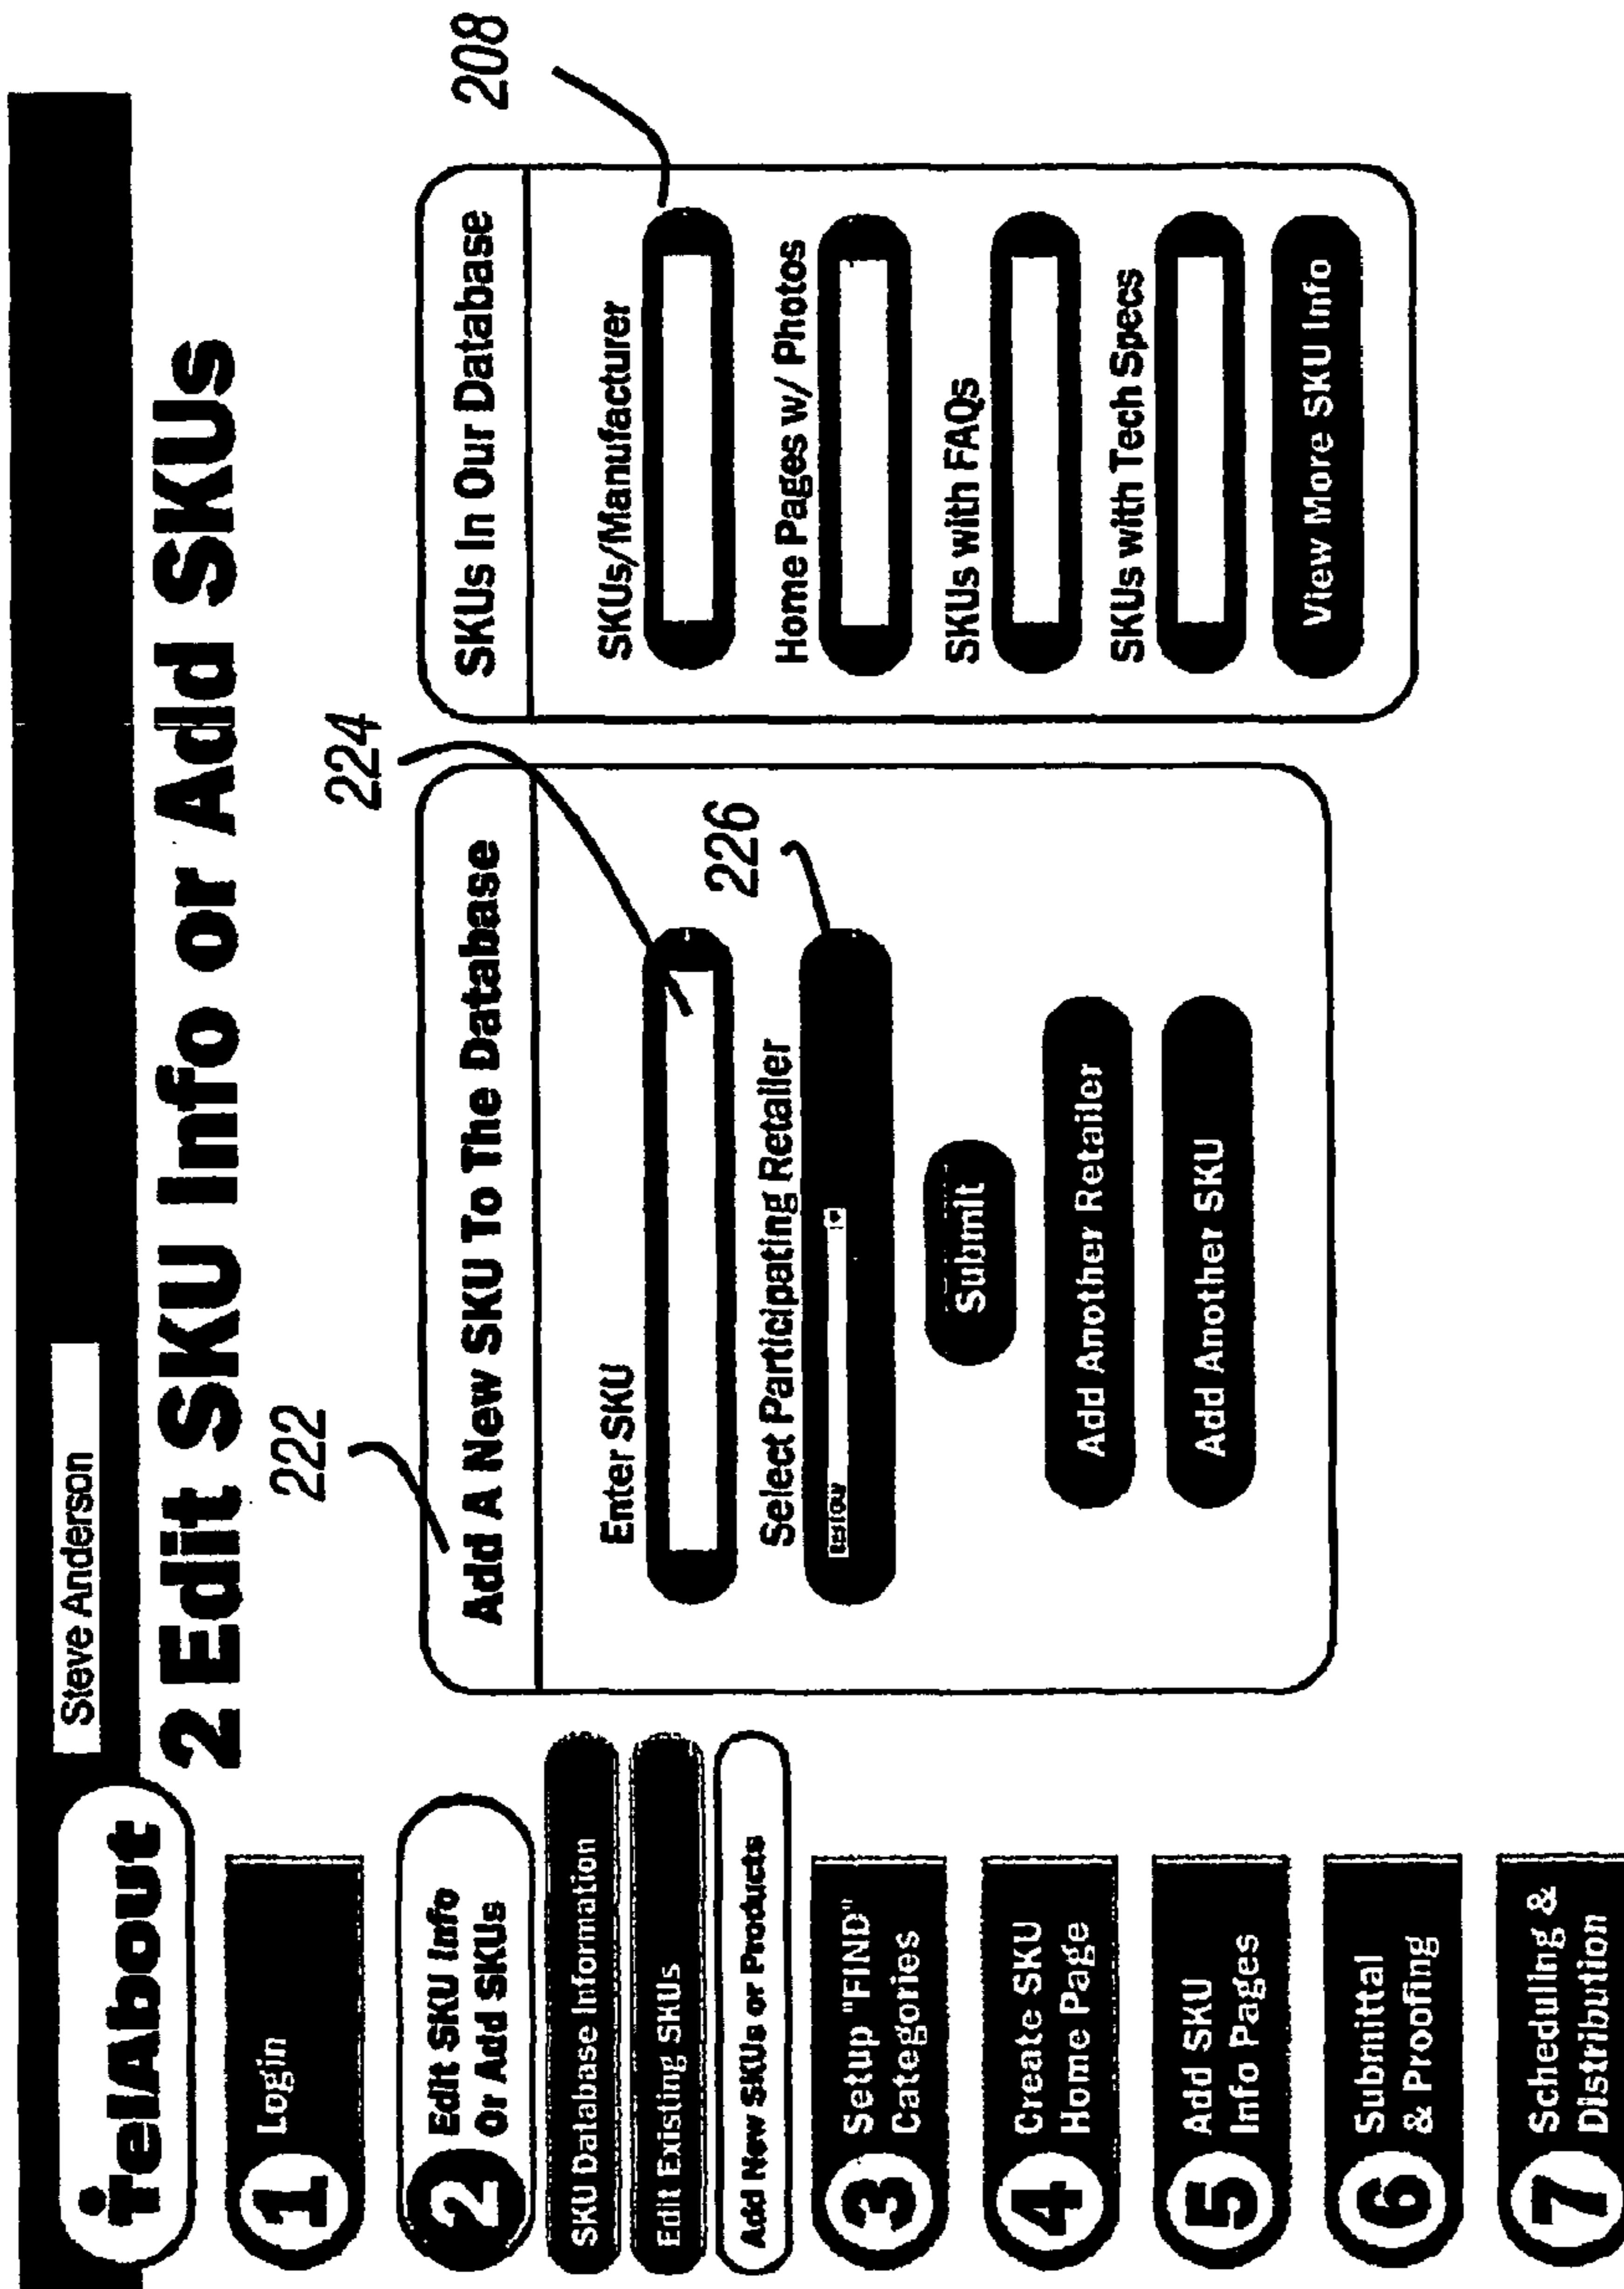 iTelAbout
Steve Anderson
2 Edit SKU Info or Add SKUs
1 Login
2 Edit SKU Info
Or Add SKUs
SKU Database Information
Edit Existing SKUs
Add New SKUs or Products
3 Setup "FIND"
Categories
4 Create SKU
Home Page
5 Add SKU
Info Pages
6 Submittal
& Proofing
7 Scheduling &
Distribution
222
Add A New SKU To The Database
224
Enter SKU
Select Participating Retailer
226
Submit
Add Another Retailer
Add Another SKU
SKUs In Our Database
208
SKUs/Manufacturer
Home Pages w/ Photos
SKUs with FAQs
SKUs with Tech Specs
View More SKU Info